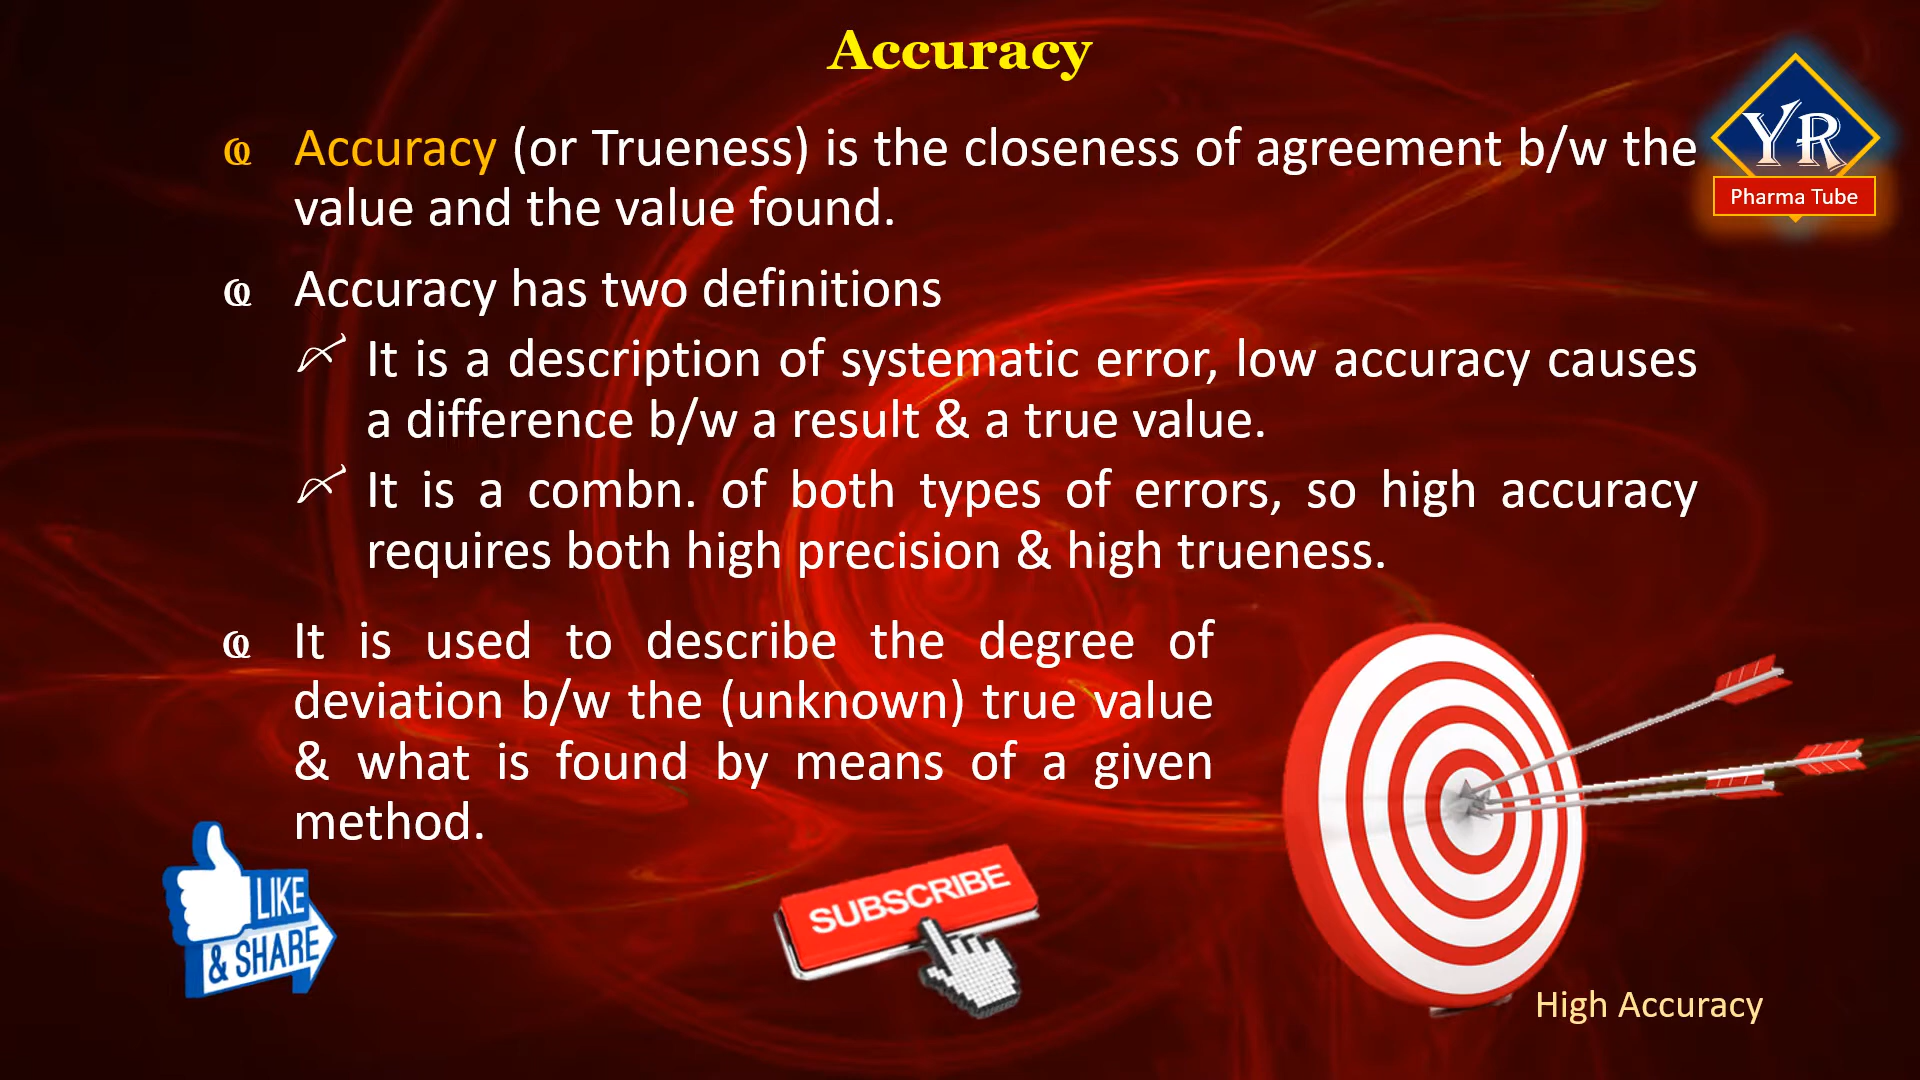 Accuracy
Accuracy (or Trueness) is the closeness of agreement b/w the
value and the value found.
Accuracy has two definitions
It is a description of systematic error, low accuracy causes
a difference b/w a result & a true value.
It is a combn. of both types of errors, so high accuracy
requires both high precision & high trueness.
It is used to describe the degree of
deviation b/w the (unknown) true value
& what is found by means of a given
method.
YR
Pharma Tube
LIKE
& SHARE
SUBSCRIBE
High Accuracy